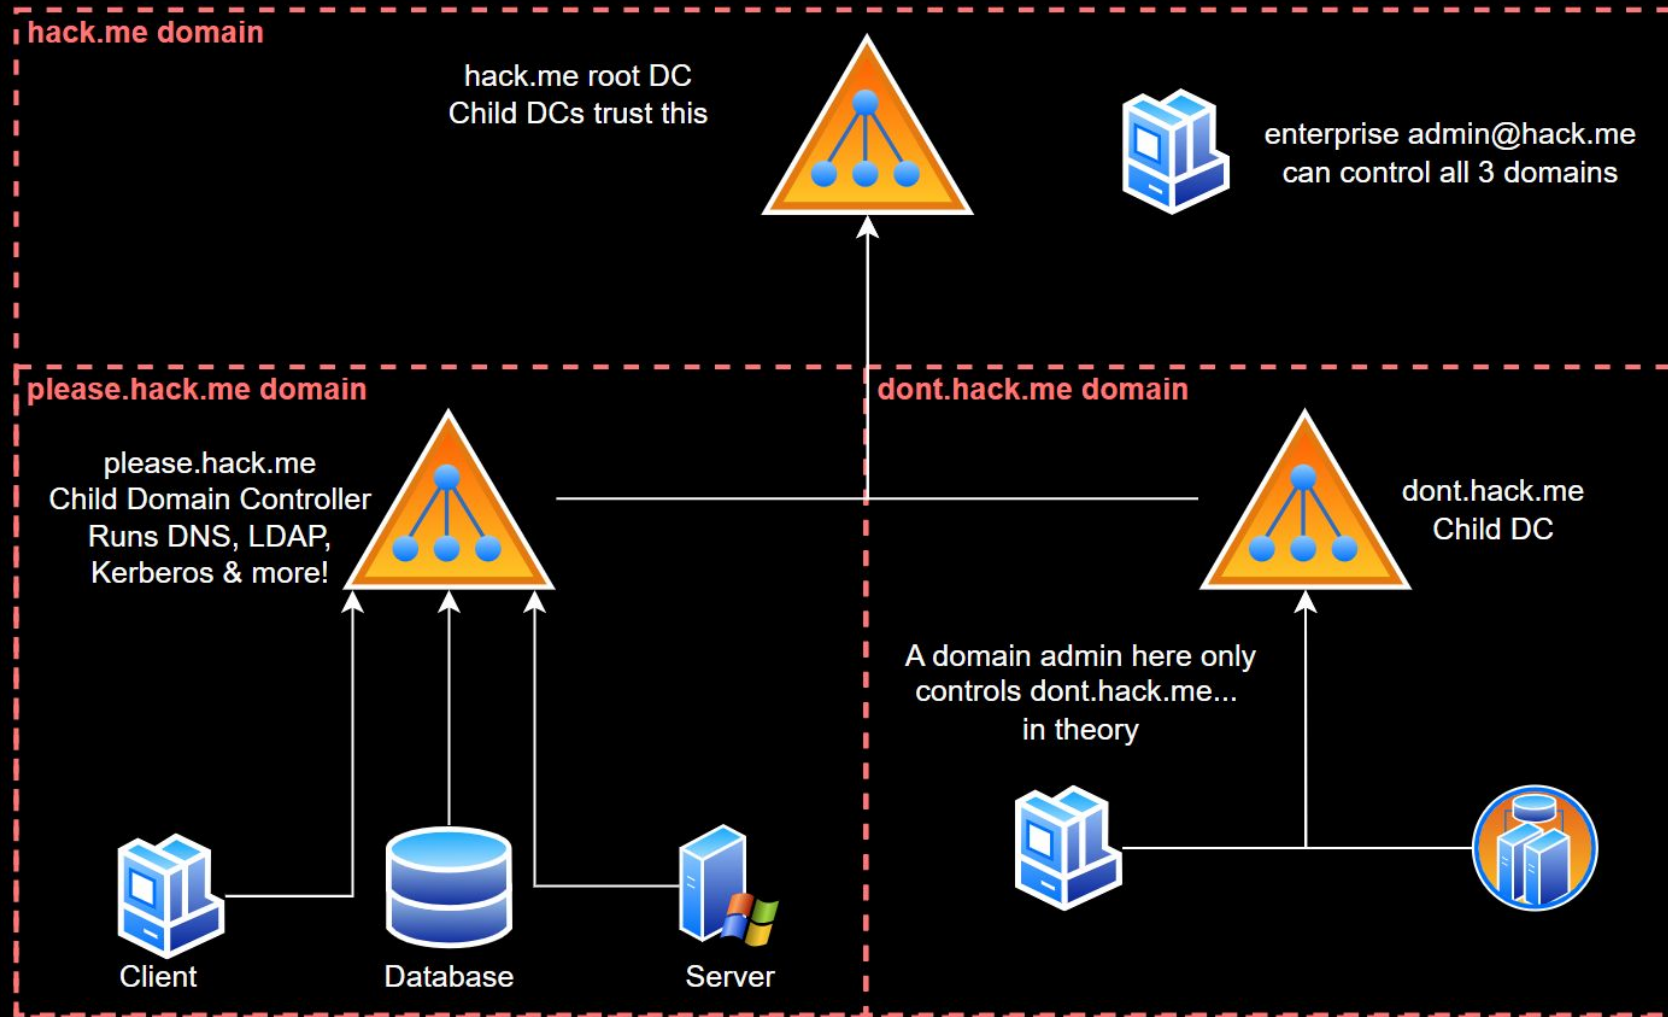 hack.me domain
hack.me root DC
Child DCs trust this
enterprise admin@hack.me
can control all 3 domains
please.hack.me domain
please.hack.me
Child Domain Controller
Runs DNS, LDAP,
Kerberos & more!
Client
Database
Server
dont.hack.me domain
dont.hack.me
Child DC
A domain admin here only
controls dont.hack.me...
in theory